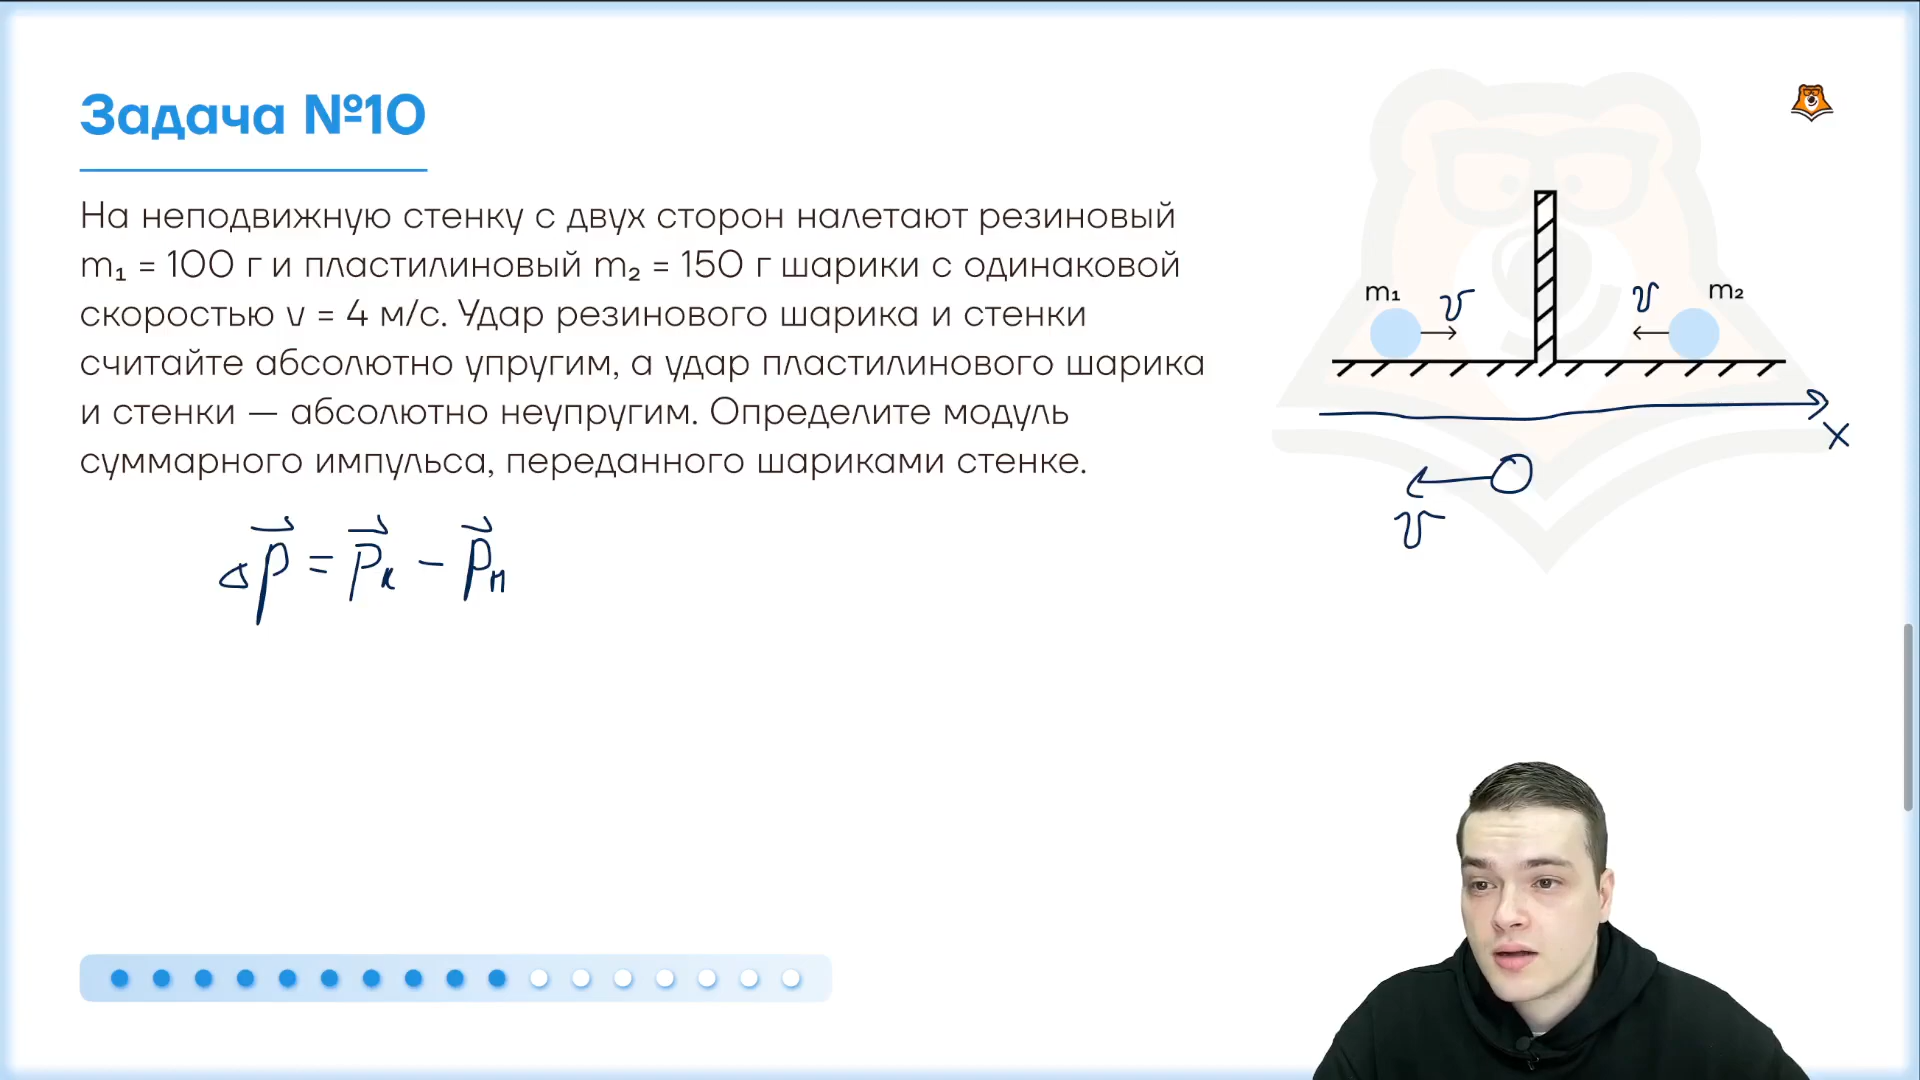 Задача №10
На неподвижную стенку с двух сторон налетают резиновый
m₁ = 100 г и пластилиновый m₂ = 150 г шарики с одинаковой
скоростью v = 4 м/с. Удар резинового шарика и стенки
считайте абсолютно упругим, а удар пластилинового шарика
и стенки — абсолютно неупругим. Определите модуль
суммарного импульса, переданного шариками стенке.
m₁ v v m₂
x
v
Δp⃗ = p⃗ₖ − p⃗ₙ